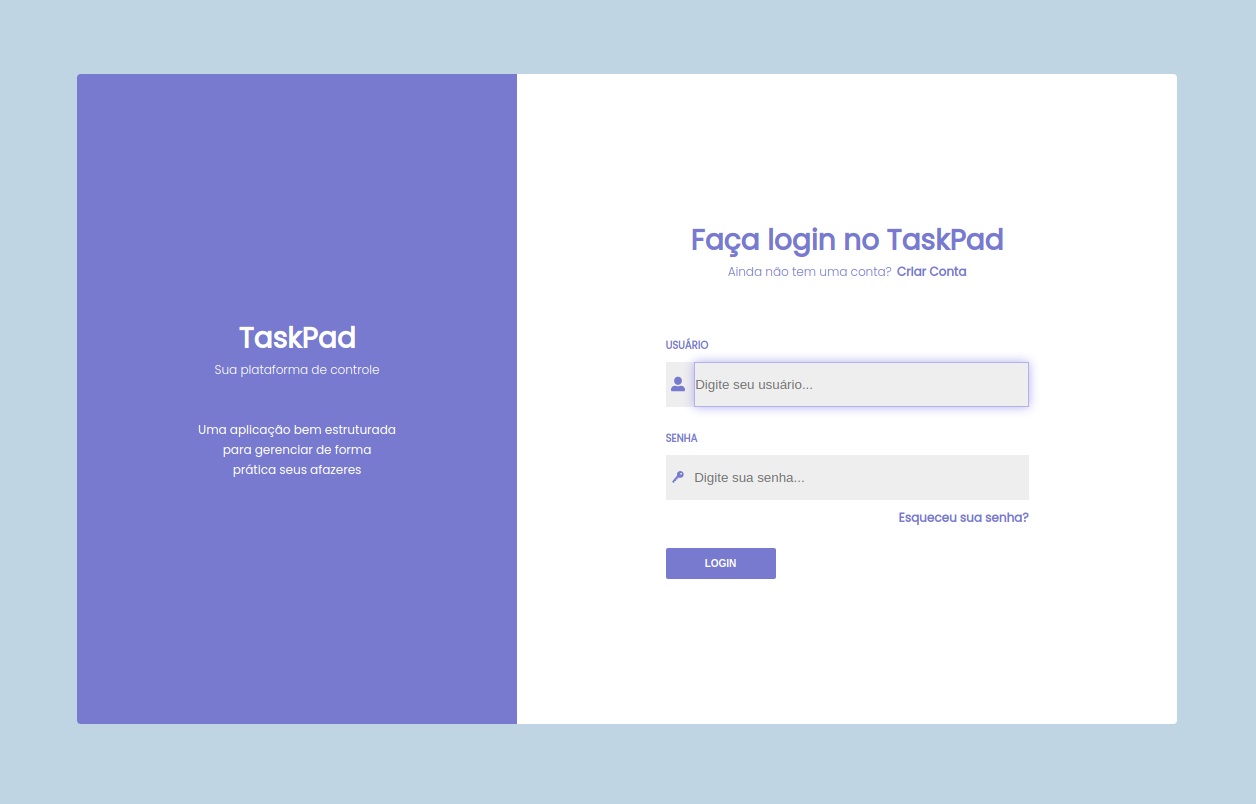 TaskPad
Sua plataforma de controle
Uma aplicação bem estruturada
para gerenciar de forma
prática seus afazeres
Faça login no TaskPad
Ainda não tem uma conta? Criar Conta
USUÁRIO
Digite seu usuário...
SENHA
Digite sua senha...
Esqueceu sua senha?
LOGIN